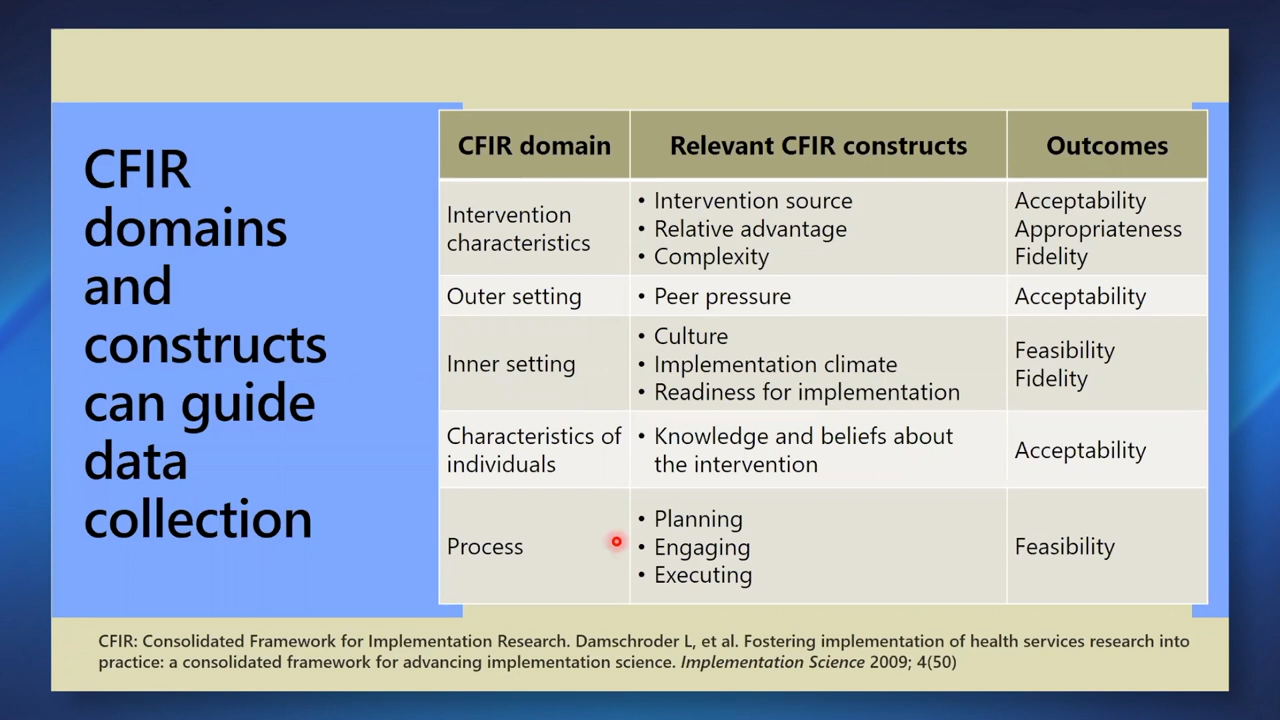 CFIR
domains
and
constructs
can guide
data
collection
CFIR domain
Relevant CFIR constructs
Outcomes
Intervention
characteristics
• Intervention source
• Relative advantage
• Complexity
Acceptability
Appropriateness
Fidelity
Outer setting
• Peer pressure
Acceptability
Inner setting
• Culture
• Implementation climate
• Readiness for implementation
Feasibility
Fidelity
Characteristics of
individuals
• Knowledge and beliefs about
the intervention
Acceptability
Process
• Planning
• Engaging
• Executing
Feasibility
CFIR: Consolidated Framework for Implementation Research. Damschroder L, et al. Fostering implementation of health services research into
practice: a consolidated framework for advancing implementation science. Implementation Science 2009; 4(50)